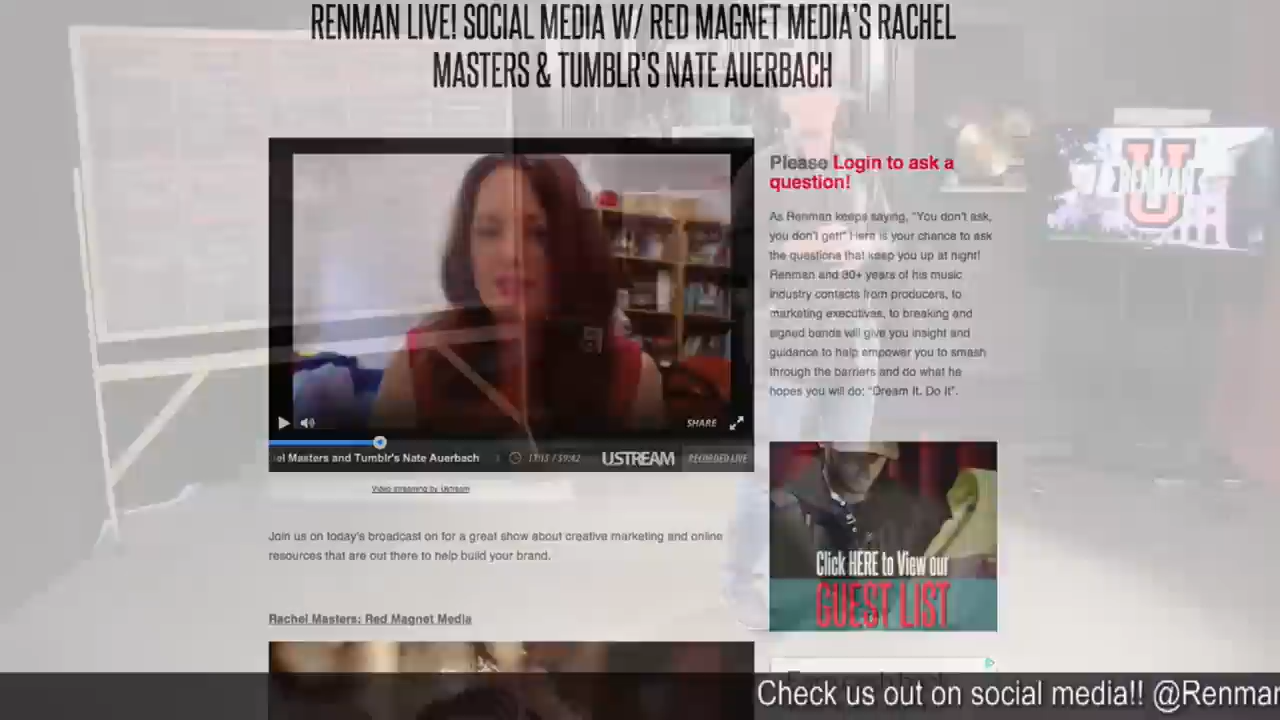 RENMAN LIVE! SOCIAL MEDIA W/ RED MAGNET MEDIA'S RACHEL
MASTERS & TUMBLR'S NATE AUERBACH
U
RENMAN
Please Login to ask a
question!
As Renman keeps saying, "You don't ask,
you don't get!" Here is your chance to ask
the questions that keep you up at night!
Renman and 30+ years of his music
industry contacts from producers, to
marketing executives, to breaking and
signed bands will give you insight and
guidance to help empower you to smash
through the barriers and do what he
hopes you will do: "Dream It. Do It".
SHARE
el Masters and Tumblr's Nate Auerbach 17:15 / 59:42 USTREAM RECORDED LIVE
Video streaming by Ustream
Join us on today's broadcast on for a great show about creative marketing and online
resources that are out there to help build your brand.
Click HERE to View our
GUEST LIST
Rachel Masters: Red Magnet Media
Check us out on social media!! @Renman